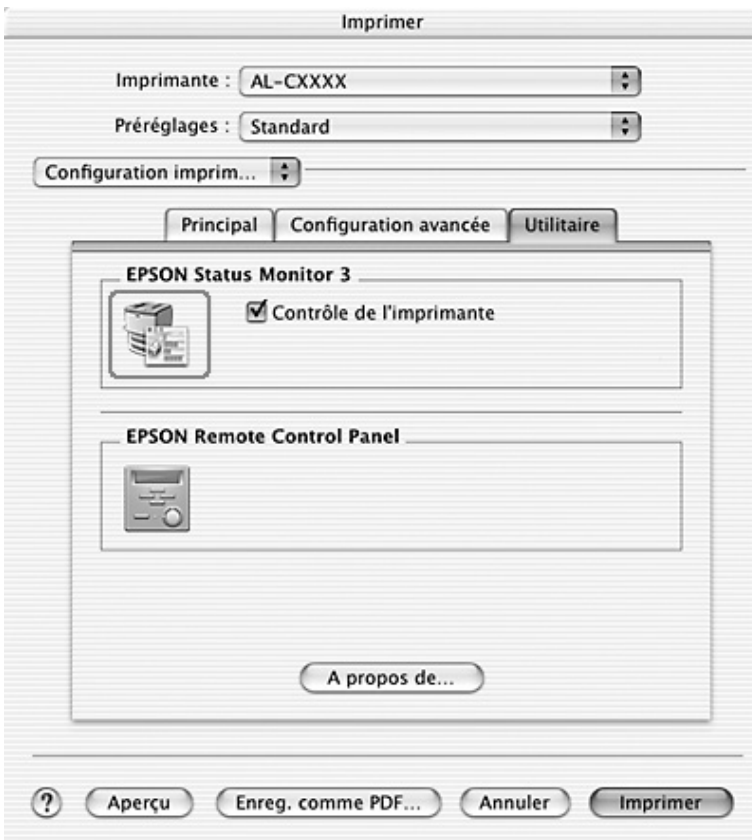 Imprimer
Imprimante : AL-CXXXX
Préréglages : Standard
Configuration imprim...
Principal Configuration avancée Utilitaire
EPSON Status Monitor 3
Contrôle de l'imprimante
EPSON Remote Control Panel
A propos de...
? Aperçu Enreg. comme PDF... Annuler Imprimer